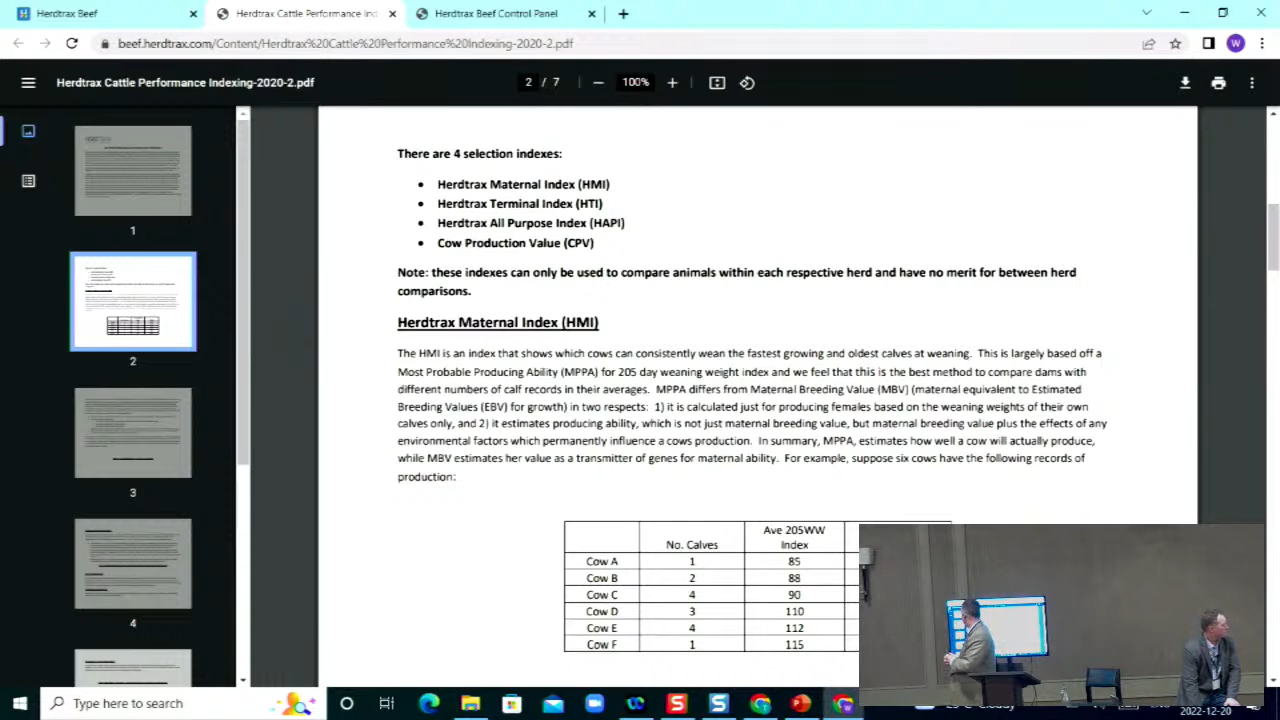 Herdtrax Beef
Herdtrax Cattle Performance Ind
Herdtrax Beef Control Panel
beef.herdtrax.com/Content/Herdtrax%20Cattle%20Performance%20Indexing-2020-2.pdf
W
Herdtrax Cattle Performance Indexing-2020-2.pdf
2 / 7
100%
1
2
3
4
There are 4 selection indexes:
• Herdtrax Maternal Index (HMI)
• Herdtrax Terminal Index (HTI)
• Herdtrax All Purpose Index (HAPI)
• Cow Production Value (CPV)
Note: these indexes can only be used to compare animals within each respective herd and have no merit for between herd
comparisons.
Herdtrax Maternal Index (HMI)
The HMI is an index that shows which cows can consistently wean the fastest growing and oldest calves at weaning. This is largely based off a
Most Probable Producing Ability (MPPA) for 205 day weaning weight index and we feel that this is the best method to compare dams with
different numbers of calf records in their averages. MPPA differs from Maternal Breeding Value (MBV) (maternal equivalent to Estimated
Breeding Values (EBV) for growth) in two respects: 1) it is calculated just for producing females based on the weaning weights of their own
calves only, and 2) it estimates producing ability, which is not just maternal breeding value, but maternal breeding value plus the effects of any
environmental factors which permanently influence a cows production. In summary, MPPA, estimates how well a cow will actually produce,
while MBV estimates her value as a transmitter of genes for maternal ability. For example, suppose six cows have the following records of
production:
Ave 205WW
No. Calves Index
Cow A 1 85
Cow B 2 88
Cow C 4 90
Cow D 3 110
Cow E 4 112
Cow F 1 115
Type here to search
2022-12-20